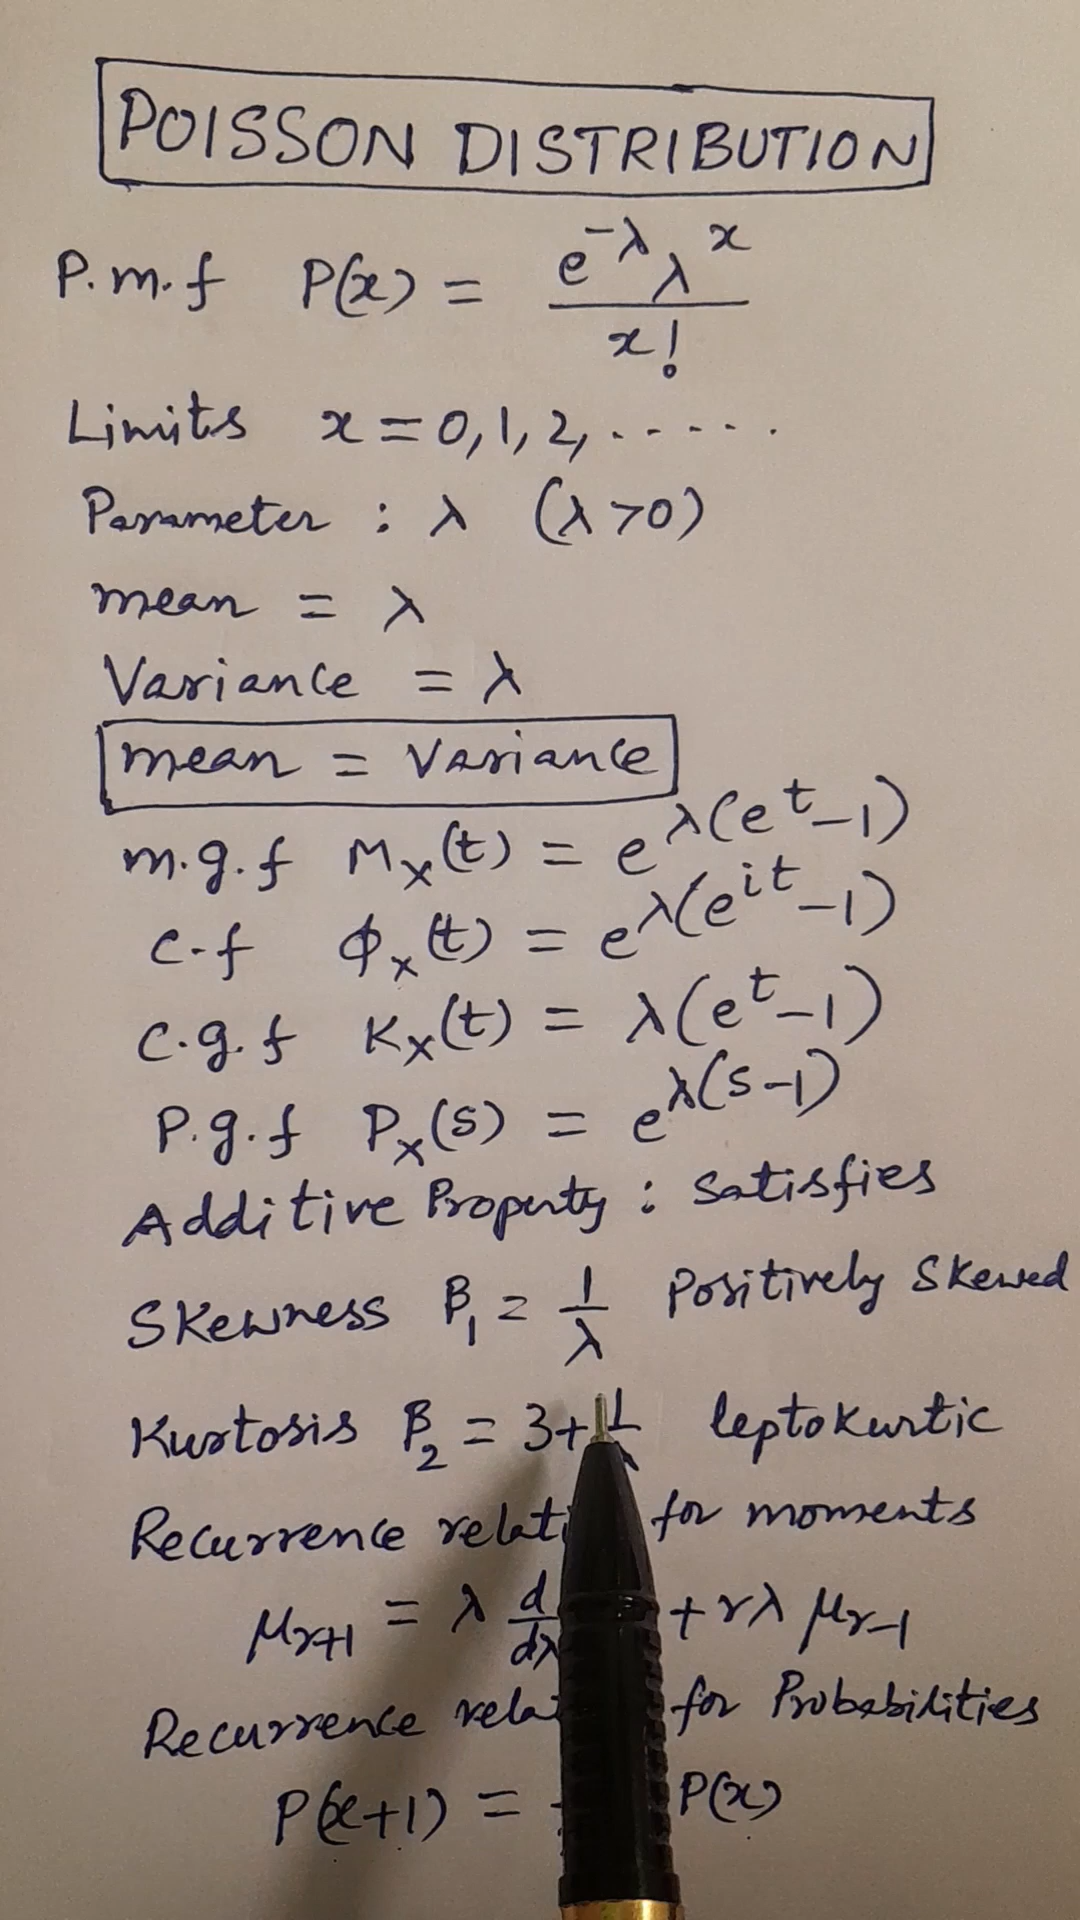 POISSON DISTRIBUTION
P.m.f P(x) = e^{-λ} λ^x / x!
Limits x = 0, 1, 2, ......
Parameter : λ (λ>0)
mean = λ
Variance = λ
mean = Variance
m.g.f M_X(t) = e^{λ(e^t-1)}
c.f ϕ_X(t) = e^{λ(e^{it}-1)}
c.g.f K_X(t) = λ(e^t-1)
P.g.f P_X(s) = e^{λ(s-1)}
Additive Property : Satisfies
Skewness β_1 = 1/λ Positively Skewed
Kurtosis β_2 = 3+1 leptokurtic
Recurrence for moments
μ_{r+1} = λ d/dλ + rλ μ_{r-1}
Recurrence for Probabilities
P(x+1) = P(x)